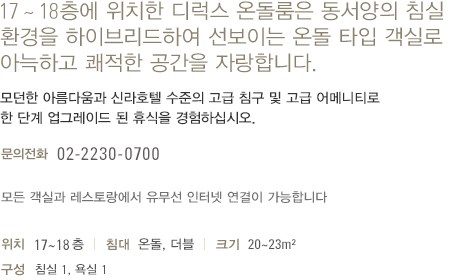 17 ~ 18층에 위치한 디럭스 온돌룸은 동서양의 침실
환경을 하이브리드하여 선보이는 온돌 타입 객실로
아늑하고 쾌적한 공간을 자랑합니다.
모던한 아름다움과 신라호텔 수준의 고급 침구 및 고급 어메니티로
한 단계 업그레이드 된 휴식을 경험하십시오.
문의전화 02-2230-0700
모든 객실과 레스토랑에서 유무선 인터넷 연결이 가능합니다
위치 17~18층 | 침대 온돌, 더블 | 크기 20~23m²
구성 침실 1, 욕실 1